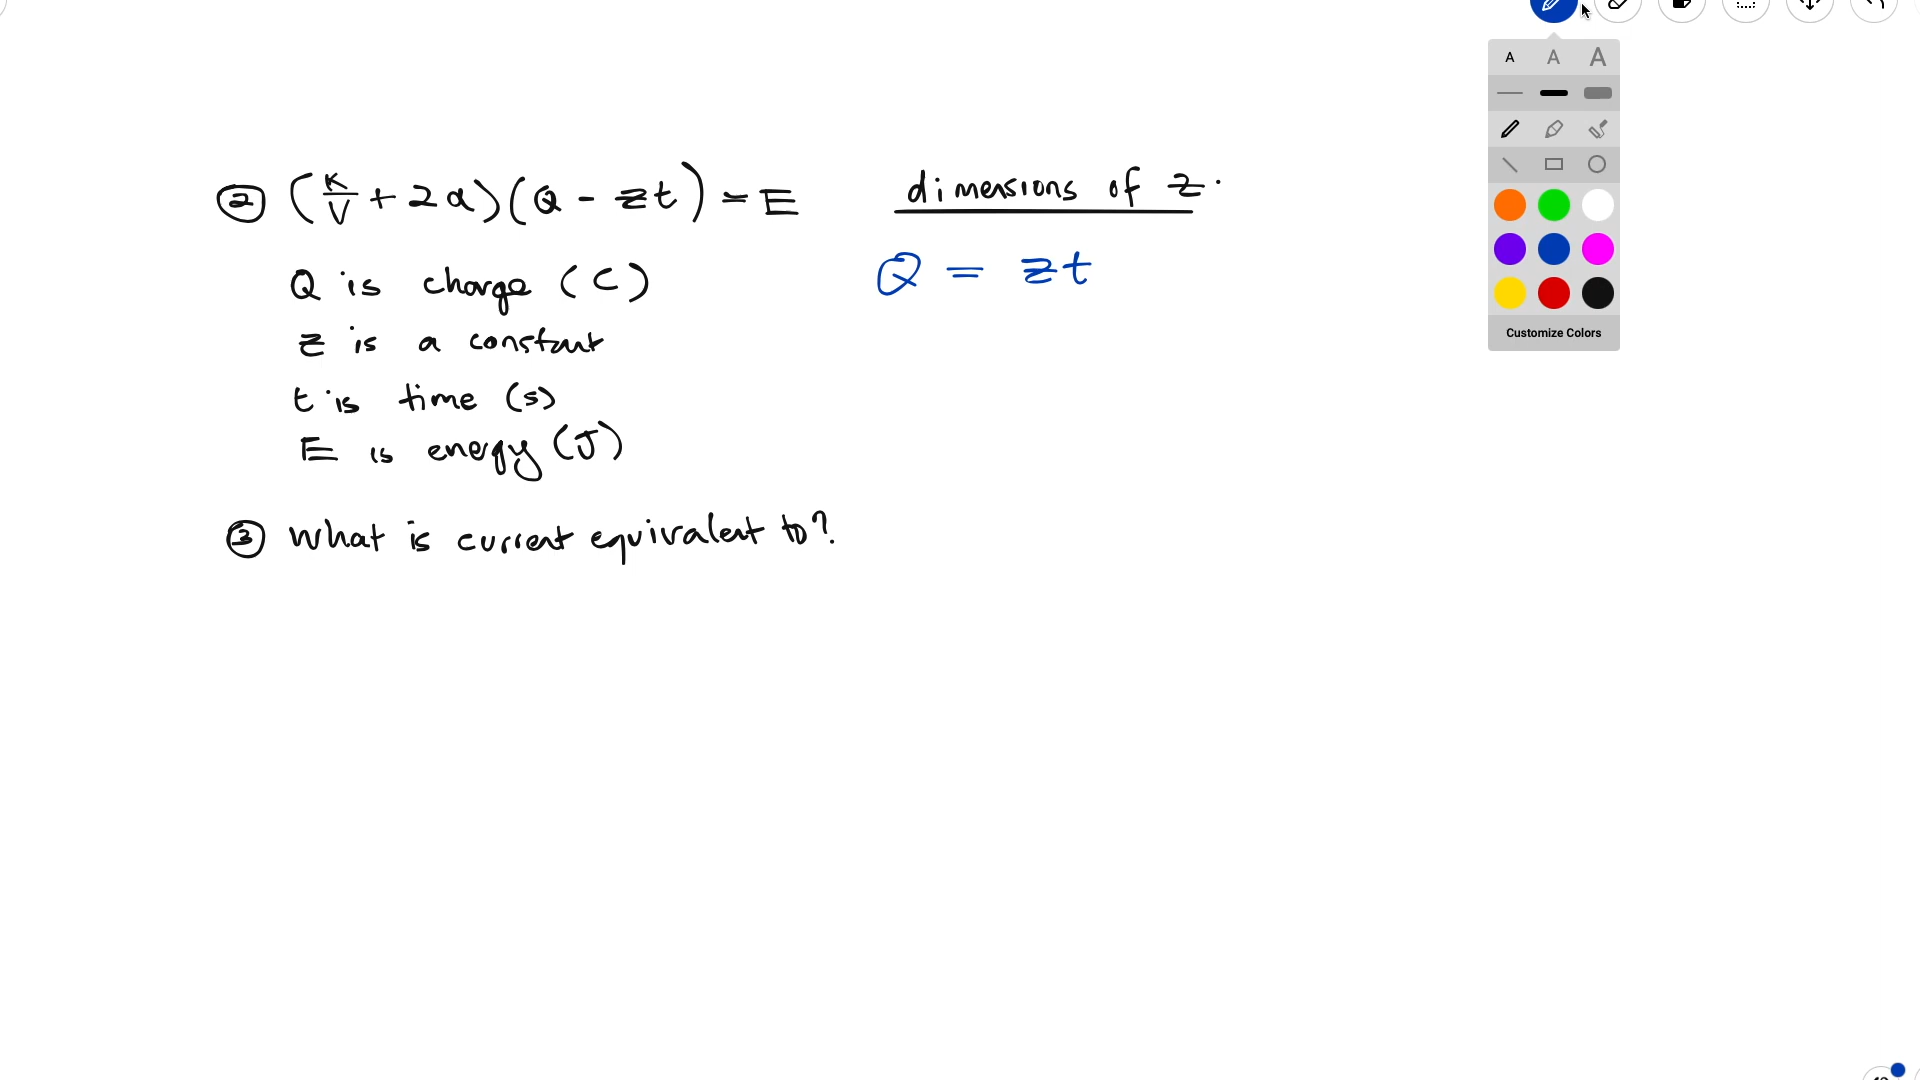 A A A
② (K/V + 2α)(Q - zt) = E
dimensions of z.
Q = zt
Customize Colors
Q is charge (C)
z is a constant
t is time (s)
E is energy (J)
③ What is current equivalent to?